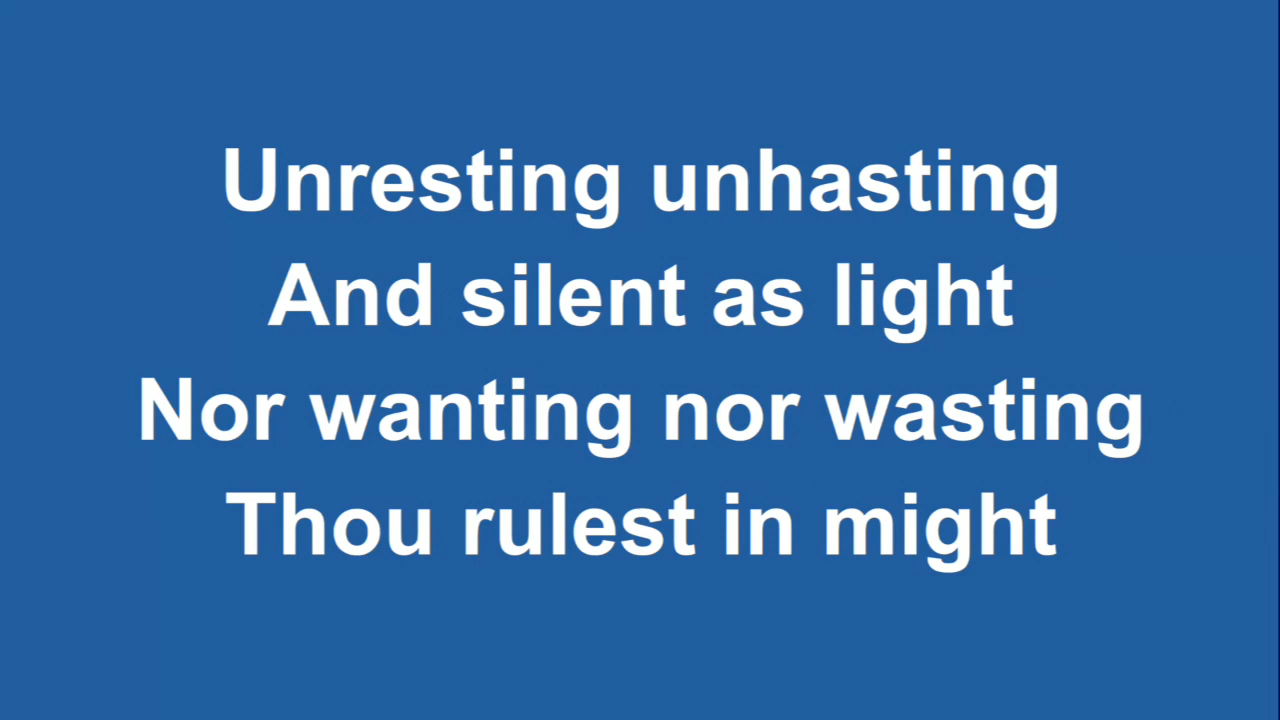 Unresting unhasting
And silent as light
Nor wanting nor wasting
Thou rulest in might